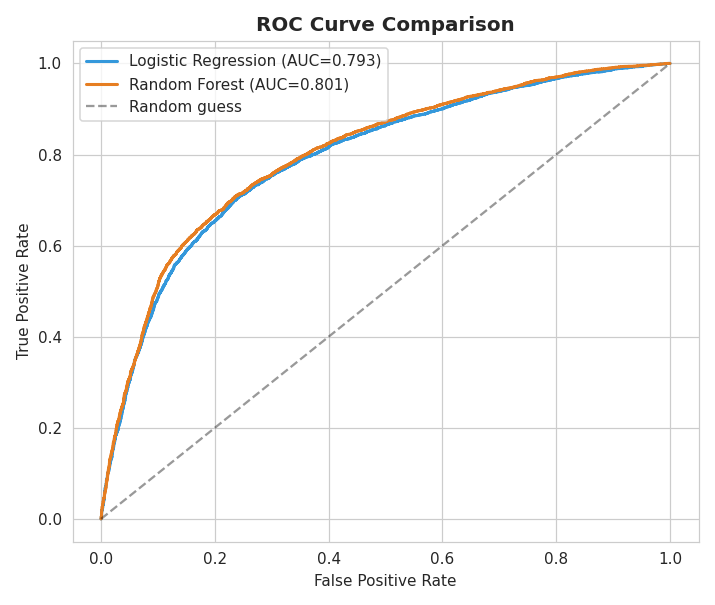 ROC Curve Comparison
Logistic Regression (AUC=0.793)
Random Forest (AUC=0.801)
Random guess
True Positive Rate
1.0
0.8
0.6
0.4
0.2
0.0
0.0 0.2 0.4 0.6 0.8 1.0
False Positive Rate